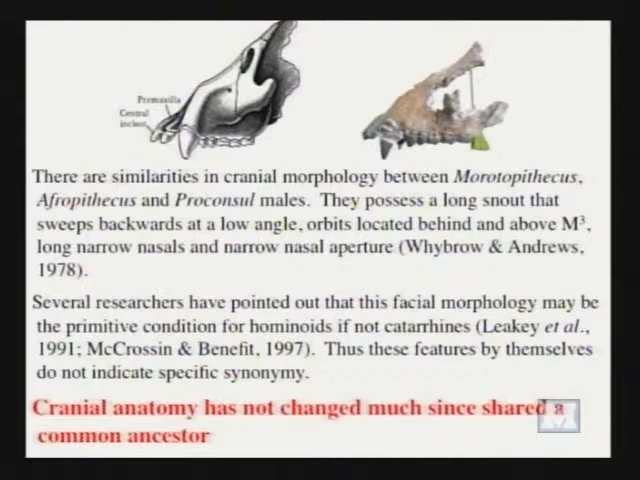 Premaxilla
Central
incisor
There are similarities in cranial morphology between Morotopithecus,
Afropithecus and Proconsul males. They possess a long snout that
sweeps backwards at a low angle, orbits located behind and above M³,
long narrow nasals and narrow nasal aperture (Whybrow & Andrews,
1978).
Several researchers have pointed out that this facial morphology may be
the primitive condition for hominoids if not catarrhines (Leakey et al.,
1991; McCrossin & Benefit, 1997). Thus these features by themselves
do not indicate specific synonymy.
Cranial anatomy has not changed much since shared a
common ancestor